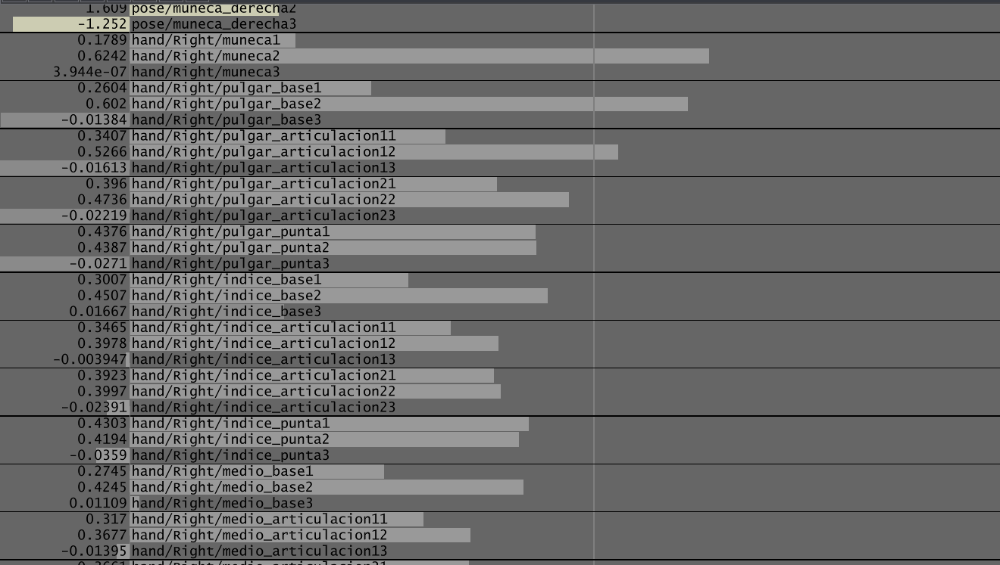 1.609 pose/muneca_derecha2
-1.252 pose/muneca_derecha3
0.1789 hand/Right/muneca1
0.6242 hand/Right/muneca2
3.944e-07 hand/Right/muneca3
0.2604 hand/Right/pulgar_base1
0.602 hand/Right/pulgar_base2
-0.01384 hand/Right/pulgar_base3
0.3407 hand/Right/pulgar_articulacion11
0.5266 hand/Right/pulgar_articulacion12
-0.01613 hand/Right/pulgar_articulacion13
0.396 hand/Right/pulgar_articulacion21
0.4736 hand/Right/pulgar_articulacion22
-0.02219 hand/Right/pulgar_articulacion23
0.4376 hand/Right/pulgar_punta1
0.4387 hand/Right/pulgar_punta2
-0.0271 hand/Right/pulgar_punta3
0.3007 hand/Right/indice_base1
0.4507 hand/Right/indice_base2
0.01667 hand/Right/indice_base3
0.3465 hand/Right/indice_articulacion11
0.3978 hand/Right/indice_articulacion12
-0.003947 hand/Right/indice_articulacion13
0.3923 hand/Right/indice_articulacion21
0.3997 hand/Right/indice_articulacion22
-0.02391 hand/Right/indice_articulacion23
0.4303 hand/Right/indice_punta1
0.4194 hand/Right/indice_punta2
-0.0359 hand/Right/indice_punta3
0.2745 hand/Right/medio_base1
0.4245 hand/Right/medio_base2
0.01109 hand/Right/medio_base3
0.317 hand/Right/medio_articulacion11
0.3677 hand/Right/medio_articulacion12
-0.01395 hand/Right/medio_articulacion13
0.3661 hand/Right/medio_articulacion21